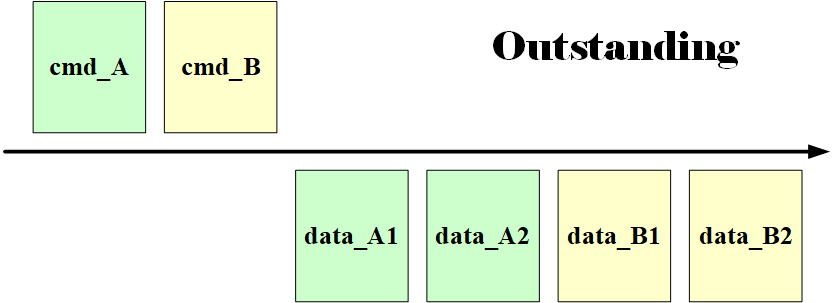 Outstanding
cmd_A
cmd_B
data_A1
data_A2
data_B1
data_B2